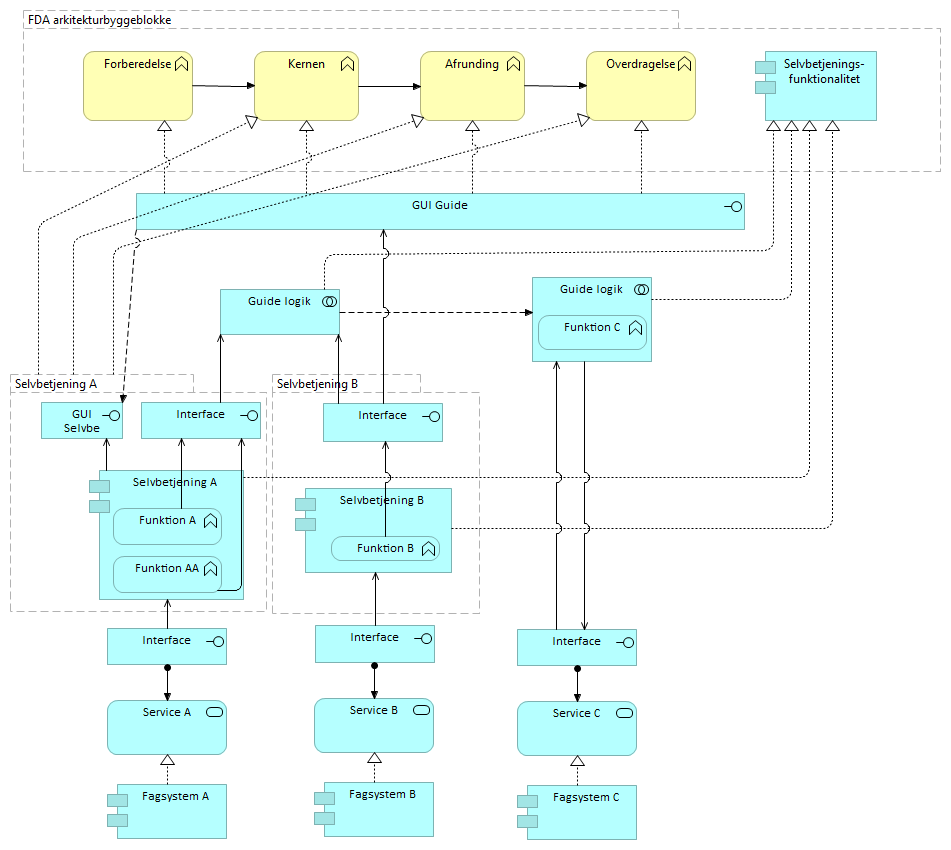 FDA arkitekturbyggeblokke
Forberedelse
Kernen
Afrunding
Overdragelse
Selvbetjenings-
funktionalitet
GUI Guide
Guide logik
Guide logik
Funktion C
Selvbetjening A
Selvbetjening B
GUI
Selvbe
Interface
Interface
Selvbetjening A
Funktion A
Funktion AA
Selvbetjening B
Funktion B
Interface
Interface
Interface
Service A
Service B
Service C
Fagsystem A
Fagsystem B
Fagsystem C